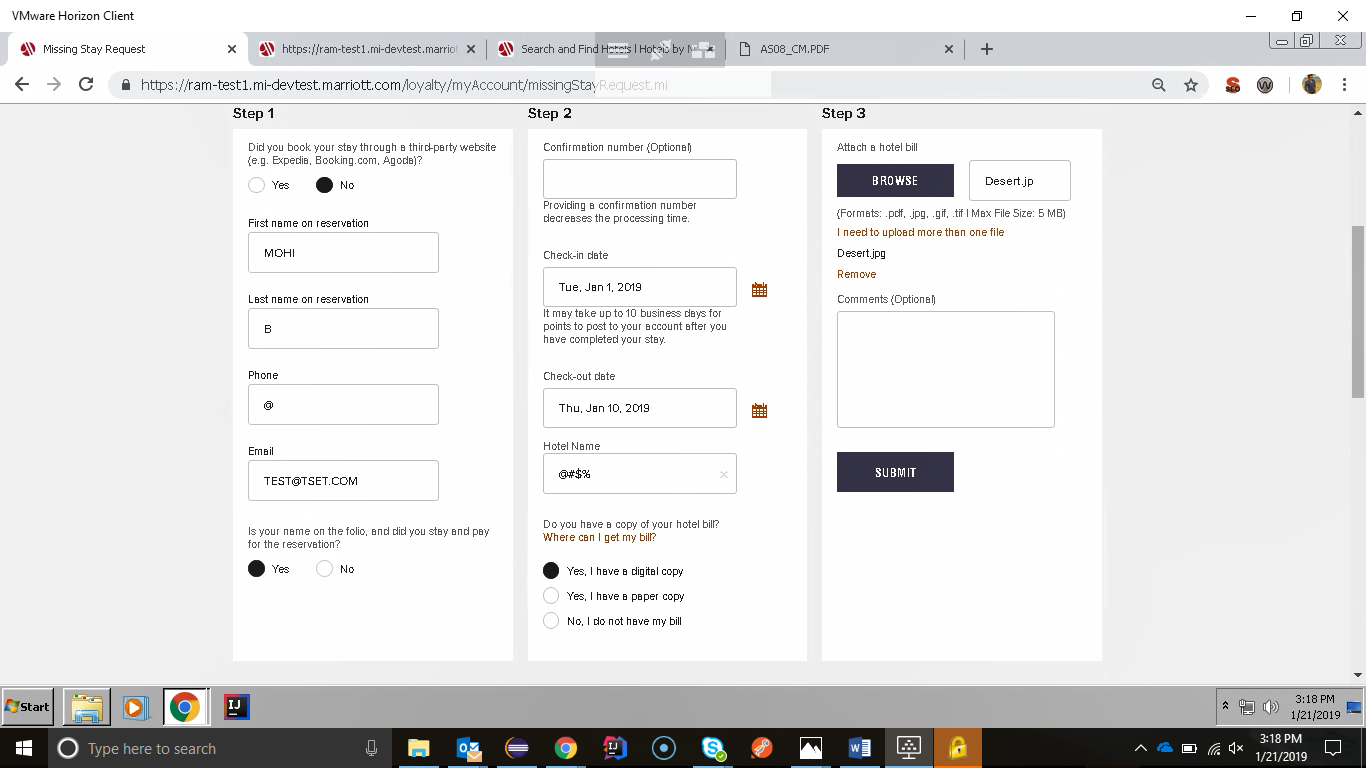 VMware Horizon Client
Missing Stay Request
https://ram-test1.mi-devtest.marriot
Search and Find Hotels | Hotels by
AS08_CM.PDF
https://ram-test1.mi-devtest.marriott.com/loyalty/myAccount/missingStayRequest.mi
Step 1
Did you book your stay through a third-party website
(e.g. Expedia, Booking.com, Agoda)?
Yes No
First name on reservation
MOHI
Last name on reservation
B
Phone
@
Email
TEST@TSET.COM
Is your name on the folio, and did you stay and pay
for the reservation?
Yes No
Step 2
Confirmation number (Optional)
Providing a confirmation number
decreases the processing time.
Check-in date
Tue, Jan 1, 2019
It may take up to 10 business days for
points to post to your account after you
have completed your stay.
Check-out date
Thu, Jan 10, 2019
Hotel Name
@#$%
Do you have a copy of your hotel bill?
Where can I get my bill?
Yes, I have a digital copy
Yes, I have a paper copy
No, I do not have my bill
Step 3
Attach a hotel bill
BROWSE
Desert.jp
(Formats: .pdf, .jpg, .gif, .tif | Max File Size: 5 MB)
I need to upload more than one file
Desert.jpg
Remove
Comments (Optional)
SUBMIT
Start
3:18 PM
1/21/2019
Type here to search
3:18 PM
1/21/2019